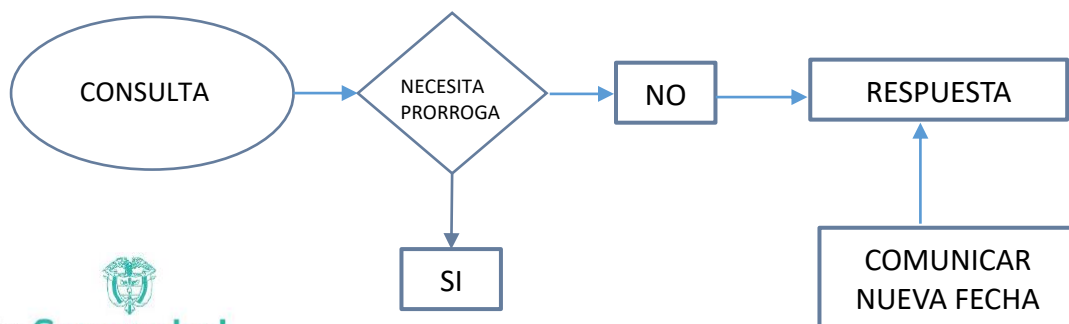 CONSULTA
NECESITA
PRORROGA
NO
RESPUESTA
SI
COMUNICAR
NUEVA FECHA